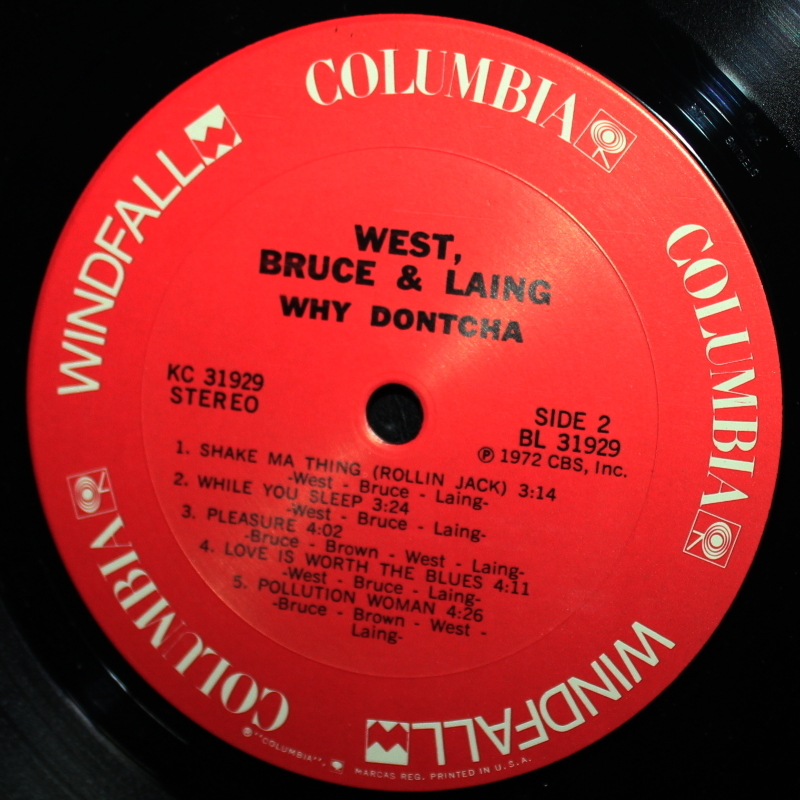 COLUMBIA
COLUMBIA
WINDFALL
COLUMBIA
WINDFALL
WEST,
BRUCE & LAING
WHY DONTCHA
KC 31929
STEREO
SIDE 2
BL 31929
℗ 1972 CBS, Inc.
1. SHAKE MA THING (ROLLIN JACK) 3:14
-West - Bruce - Laing-
2. WHILE YOU SLEEP 3:24
-West - Bruce - Laing-
3. PLEASURE 4:02
-Bruce - Brown - West - Laing-
4. LOVE IS WORTH THE BLUES 4:11
-West - Bruce - Laing-
5. POLLUTION WOMAN 4:26
-Bruce - Brown - West -
Laing-
® "COLUMBIA", MARCAS REG. PRINTED IN U.S.A.